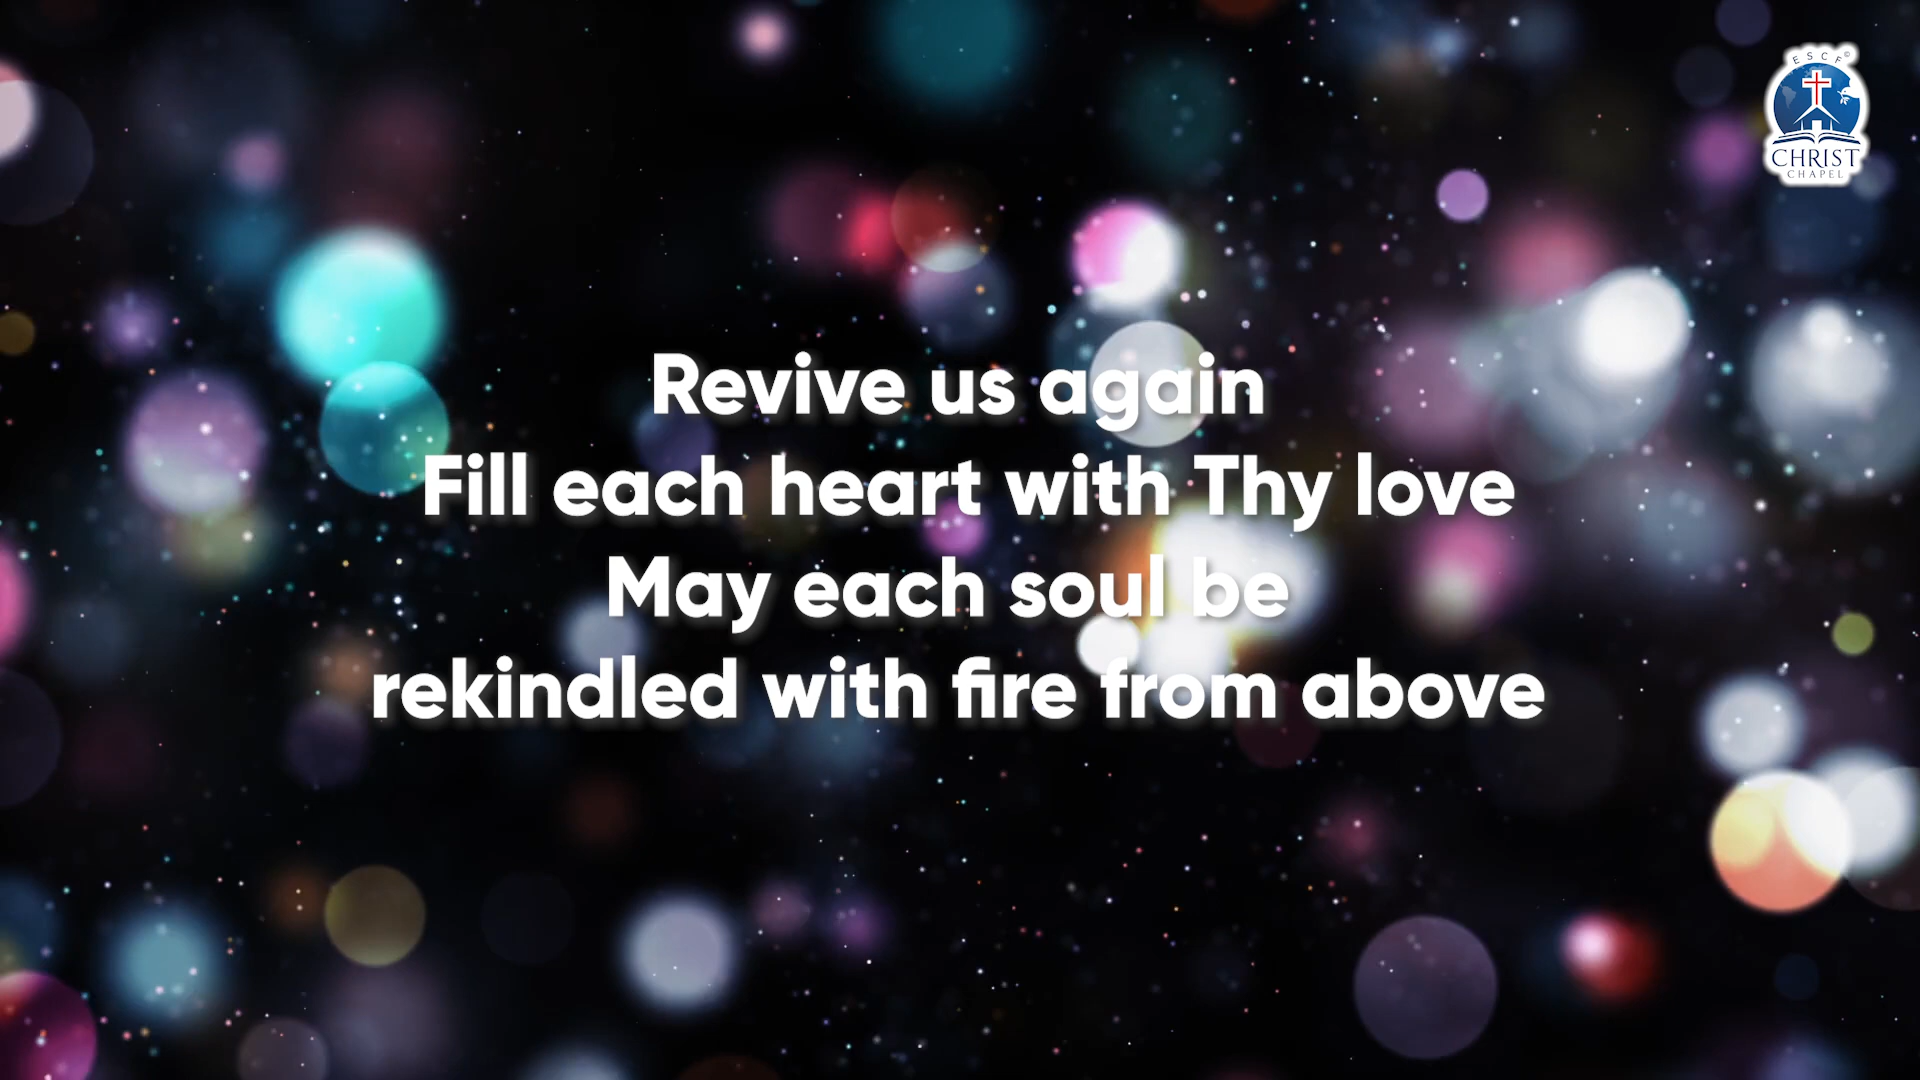 ESCF©
CHRIST
CHAPEL
Revive us again
Fill each heart with Thy love
May each soul be
rekindled with fire from above